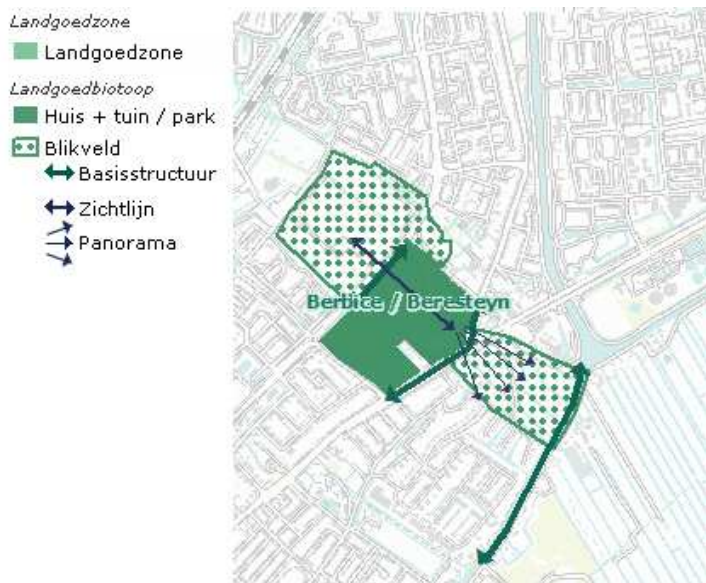 Landgoedzone
Landgoedzone
Landgoedbiotoop
Huis + tuin / park
Blikveld
Basisstructuur
Zichtlijn
Panorama
Berbice / Beresteyn